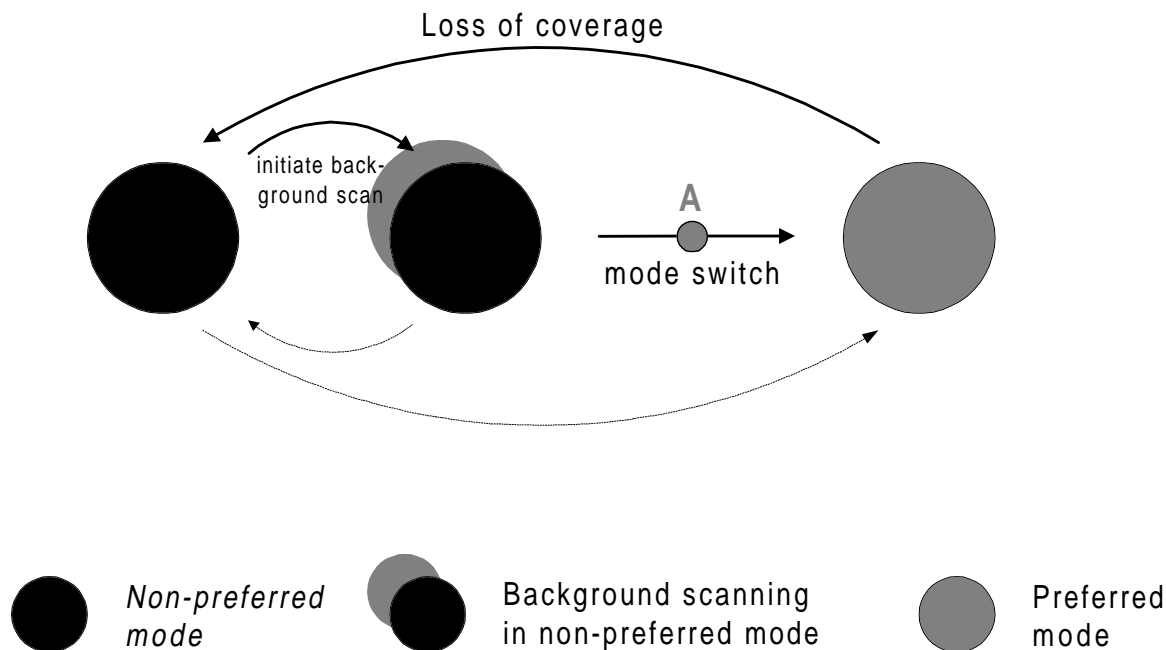 Loss of coverage
initiate back-
ground scan
A
mode switch
Non-preferred
mode
Background scanning
in non-preferred mode
Preferred
mode